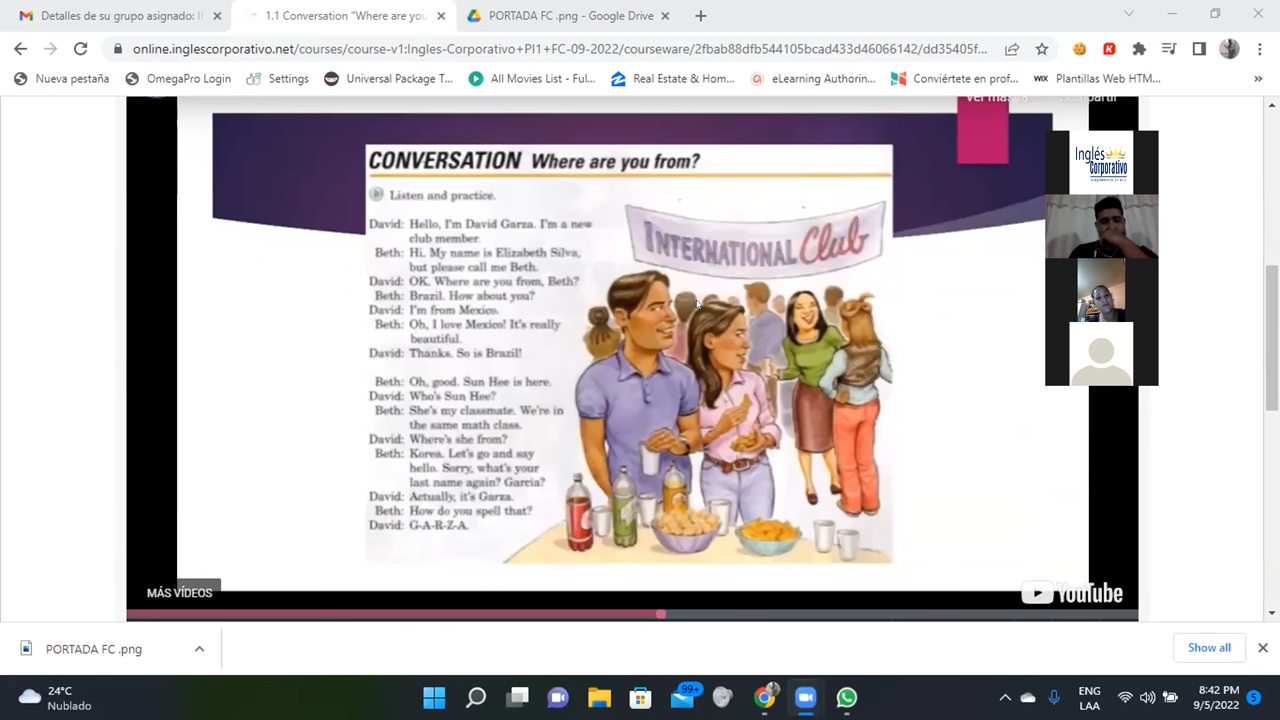 Detalles de su grupo asignado: II
1.1 Conversation "Where are you
PORTADA FC .png - Google Drive
online.inglescorporativo.net/courses/course-v1:Ingles-Corporativo+PI1+FC-09-2022/courseware/2fbab88dfb544105bcad433d46066142/dd35405f...
Nueva pestaña
OmegaPro Login
Settings
Universal Package T...
All Movies List - Ful...
Real Estate & Hom...
eLearning Authorin...
Conviértete en prof...
WIX Plantillas Web HTM...
»
CONVERSATION Where are you from?
Listen and practice.
David: Hello, I'm David Garza. I'm a new
club member.
Beth: Hi. My name is Elizabeth Silva,
but please call me Beth.
David: OK. Where are you from, Beth?
Beth: Brazil. How about you?
David: I'm from Mexico.
Beth: Oh, I love Mexico! It's really
beautiful.
David: Thanks. So is Brazil!
Beth: Oh, good. Sun Hee is here.
David: Who's Sun Hee?
Beth: She's my classmate. We're in
the same math class.
David: Where's she from?
Beth: Korea. Let's go and say
hello. Sorry, what's your
last name again? Garcia?
David: Actually, it's Garza.
Beth: How do you spell that?
David: G-A-R-Z-A.
INTERNATIONAL Club
Inglés
Corporativo
MÁS VÍDEOS
YouTube
PORTADA FC .png
Show all
24°C
Nublado
99+
ENG
LAA
8:42 PM
9/5/2022
5